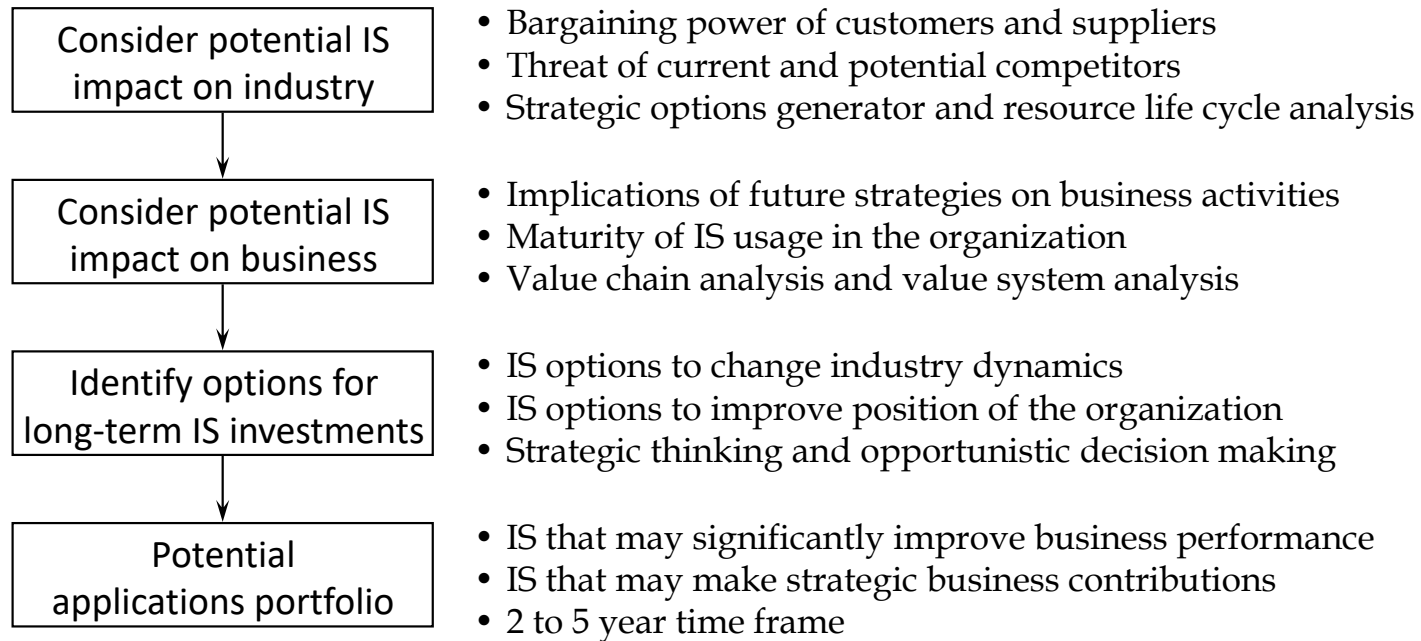 Consider potential IS
impact on industry
• Bargaining power of customers and suppliers
• Threat of current and potential competitors
• Strategic options generator and resource life cycle analysis
Consider potential IS
impact on business
• Implications of future strategies on business activities
• Maturity of IS usage in the organization
• Value chain analysis and value system analysis
Identify options for
long-term IS investments
• IS options to change industry dynamics
• IS options to improve position of the organization
• Strategic thinking and opportunistic decision making
Potential
applications portfolio
• IS that may significantly improve business performance
• IS that may make strategic business contributions
• 2 to 5 year time frame